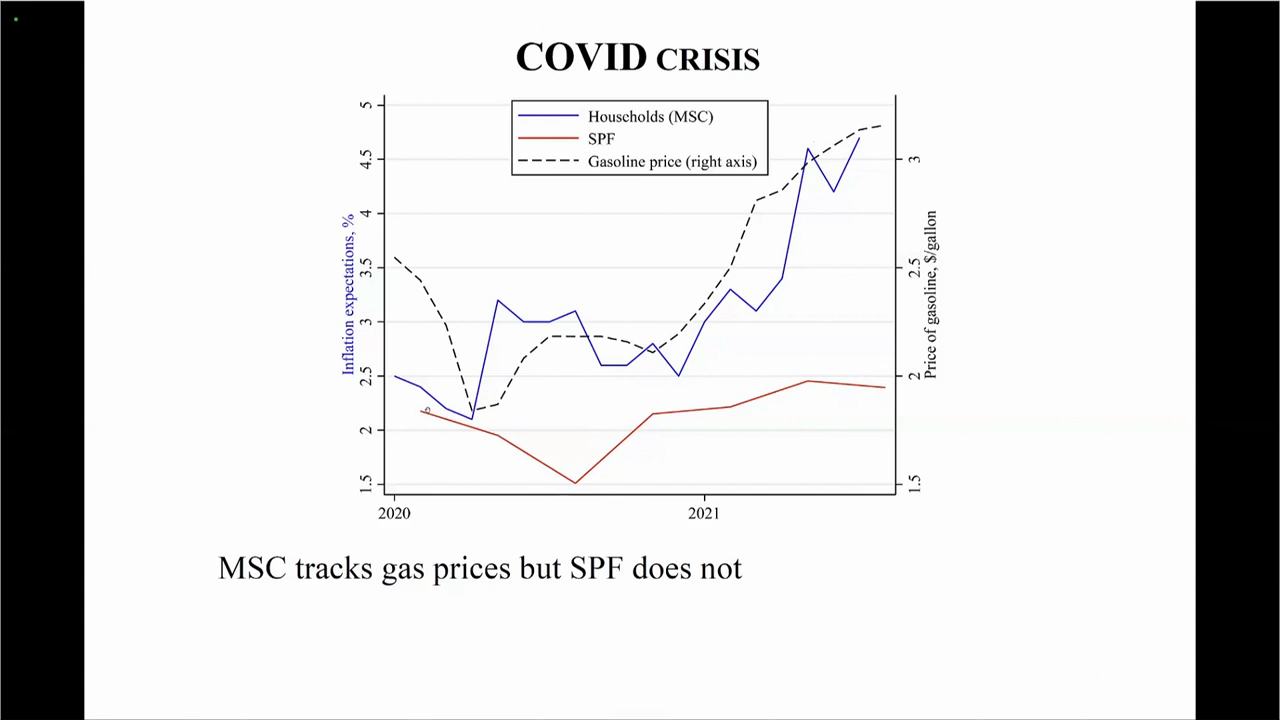 COVID CRISIS
Households (MSC)
SPF
Gasoline price (right axis)
Inflation expectations, %
5
4.5
4
3.5
3
2.5
2
1.5
3
2.5
2
1.5
Price of gasoline, $/gallon
2020
2021
MSC tracks gas prices but SPF does not